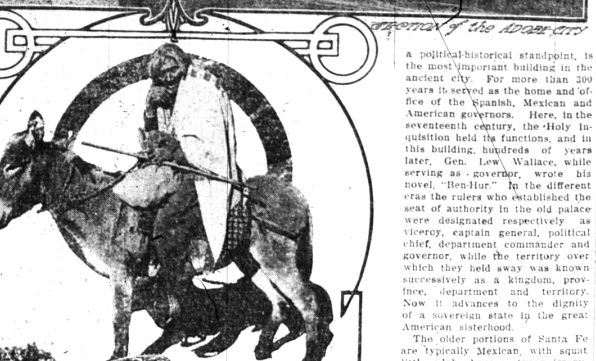 SECTION of the ADOBE CITY
a political-historical standpoint, is
the most important building in the
ancient city. For more than 300
years it served as the home and of-
fice of the Spanish, Mexican and
American governors. Here, in the
seventeenth century, the Holy In-
quisition held its functions, and in
this building, hundreds of years
later, Gen. Lew Wallace, while
serving as governor, wrote his
novel, "Ben-Hur." In the different
eras the rulers who established the
seat of authority in the old palace
were designated respectively as
viceroy, captain general, political
chief, department commander and
governor, while the territory over
which they held sway was known
successively as a kingdom, prov-
ince, department and territory.
Now it advances to the dignity
of a sovereign state in the great
American sisterhood.
The older portions of Santa Fe
are typically Mexican, with squat